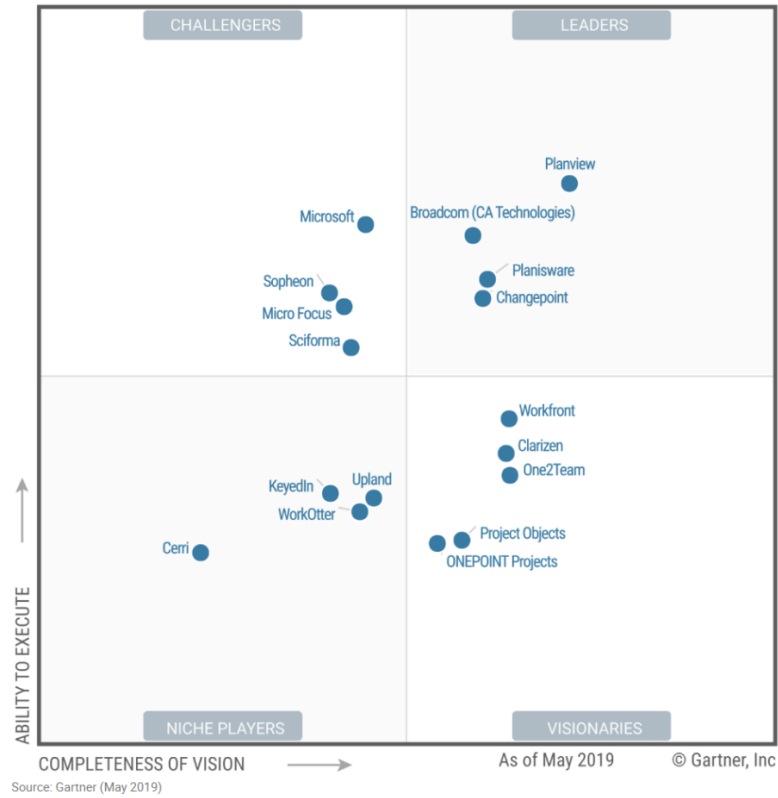 CHALLENGERS
LEADERS
Planview
Microsoft
Broadcom (CA Technologies)
Sopheon
Planisware
Micro Focus
Changepoint
Sciforma
Workfront
Clarizen
One2Team
KeyedIn
Upland
WorkOtter
Cerri
Project Objects
ONEPOINT Projects
ABILITY TO EXECUTE
NICHE PLAYERS
VISIONARIES
COMPLETENESS OF VISION
As of May 2019
© Gartner, Inc
Source: Gartner (May 2019)